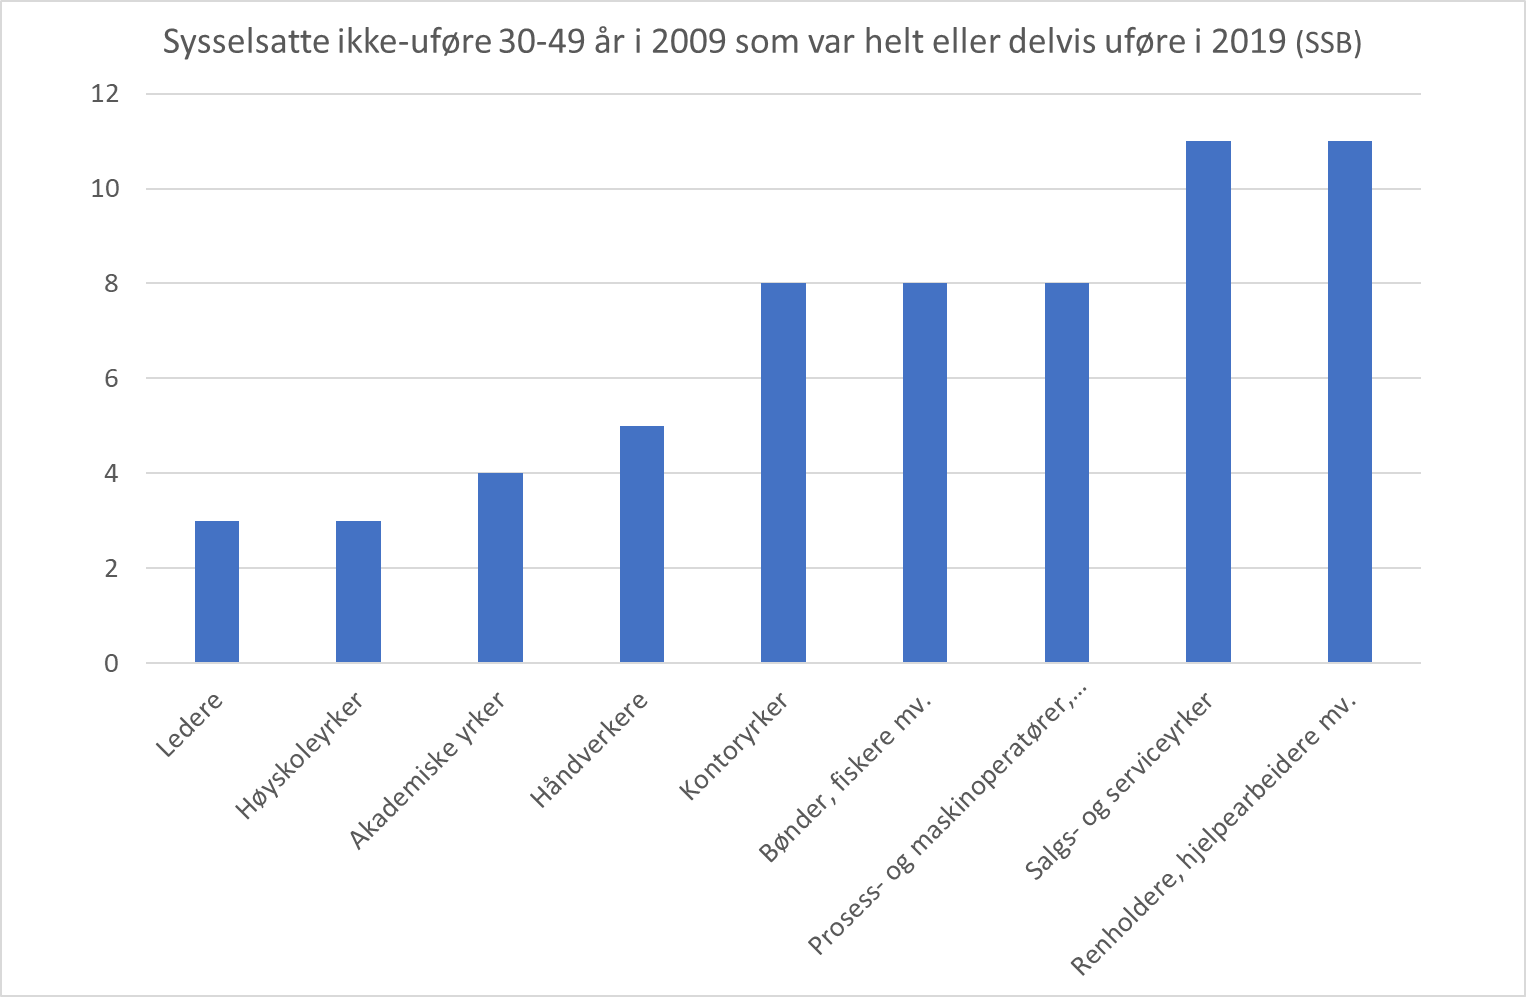 Sysselsatte ikke-uføre 30-49 år i 2009 som var helt eller delvis uføre i 2019 (SSB)
12
10
8
6
4
2
0
Ledere
Høyskoleyrker
Akademiske yrker
Håndverkere
Kontoryrker
Bønder, fiskere mv.
Prosess- og maskinoperatører,...
Salgs- og serviceyrker
Renholdere, hjelpearbeidere mv.